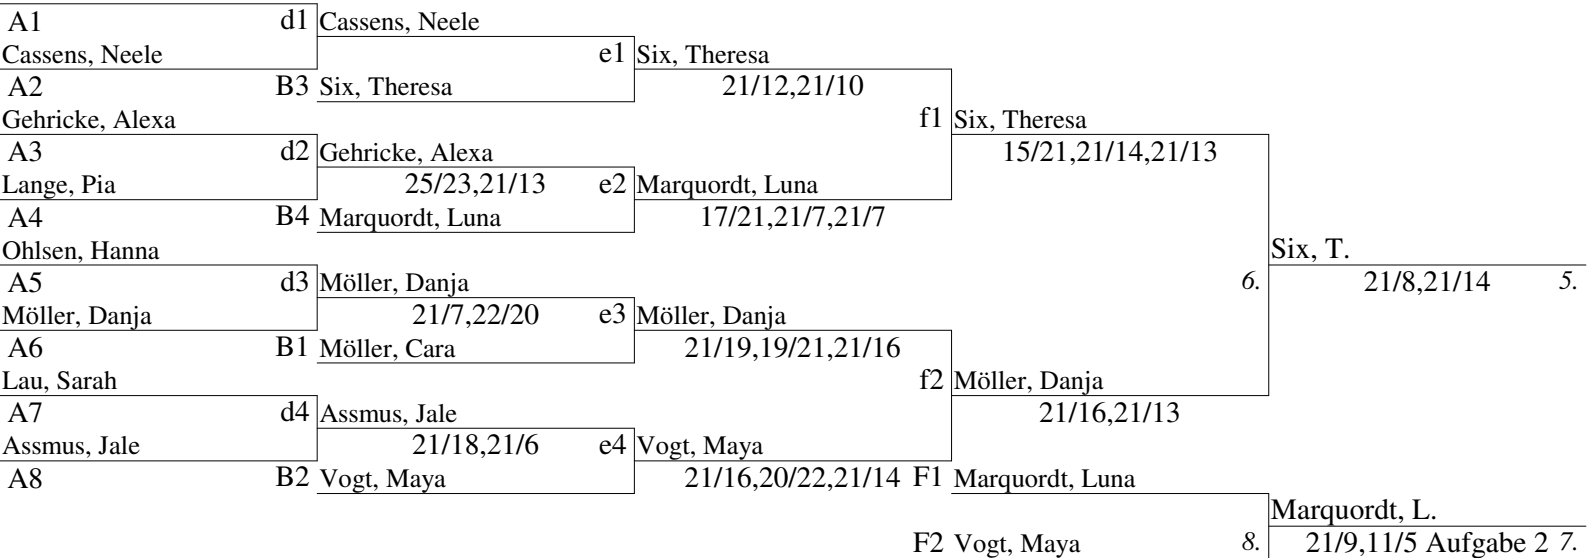 A1 d1 Cassens, Neele
Cassens, Neele e1 Six, Theresa
A2 B3 Six, Theresa 21/12,21/10
Gehricke, Alexa f1 Six, Theresa
A3 d2 Gehricke, Alexa 15/21,21/14,21/13
Lange, Pia 25/23,21/13 e2 Marquordt, Luna
A4 B4 Marquordt, Luna 17/21,21/7,21/7
Ohlsen, Hanna Six, T.
A5 d3 Möller, Danja 6. 21/8,21/14 5.
Möller, Danja 21/7,22/20 e3 Möller, Danja
A6 B1 Möller, Cara 21/19,19/21,21/16
Lau, Sarah f2 Möller, Danja
A7 d4 Assmus, Jale 21/16,21/13
Assmus, Jale 21/18,21/6 e4 Vogt, Maya
A8 B2 Vogt, Maya 21/16,20/22,21/14 F1 Marquordt, Luna
Marquordt, L.
F2 Vogt, Maya 8. 21/9,11/5 Aufgabe 2 7.